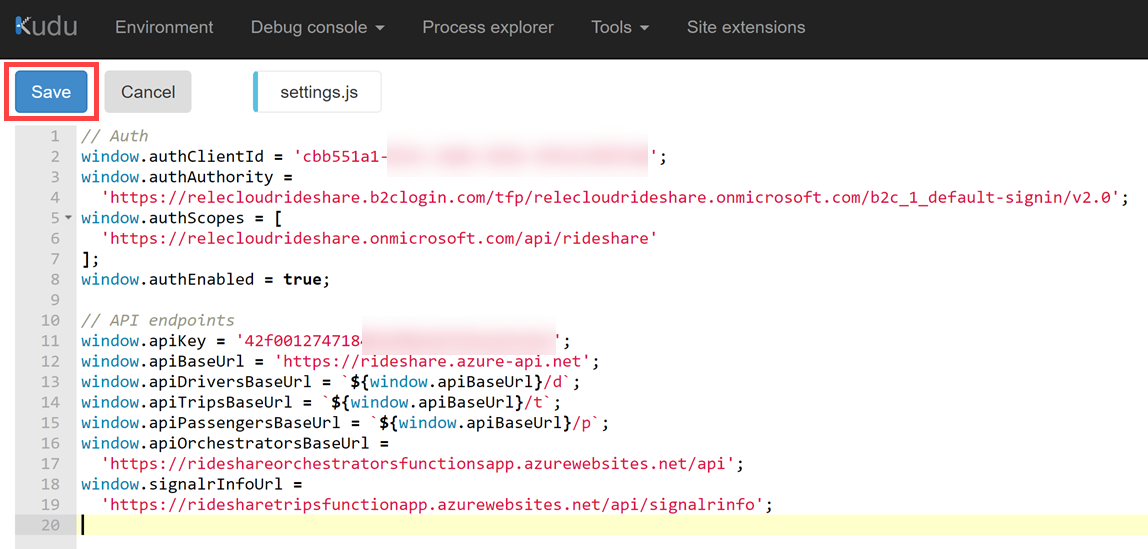 Kudu Environment Debug console Process explorer Tools Site extensions
Save Cancel settings.js
1 // Auth
2 window.authClientId = 'cbb551a1- ';
3 window.authAuthority =
4 'https://relecloudrideshare.b2clogin.com/tfp/relecloudrideshare.onmicrosoft.com/b2c_1_default-signin/v2.0';
5 window.authScopes = [
6 'https://relecloudrideshare.onmicrosoft.com/api/rideshare'
7 ];
8 window.authEnabled = true;
9
10 // API endpoints
11 window.apiKey = '42f001274718 ';
12 window.apiBaseUrl = 'https://rideshare.azure-api.net';
13 window.apiDriversBaseUrl = `${window.apiBaseUrl}/d`;
14 window.apiTripsBaseUrl = `${window.apiBaseUrl}/t`;
15 window.apiPassengersBaseUrl = `${window.apiBaseUrl}/p`;
16 window.apiOrchestratorsBaseUrl =
17 'https://rideshareorchestratorsfunctionsapp.azurewebsites.net/api';
18 window.signalrInfoUrl =
19 'https://ridesharetripsfunctionapp.azurewebsites.net/api/signalrinfo';
20